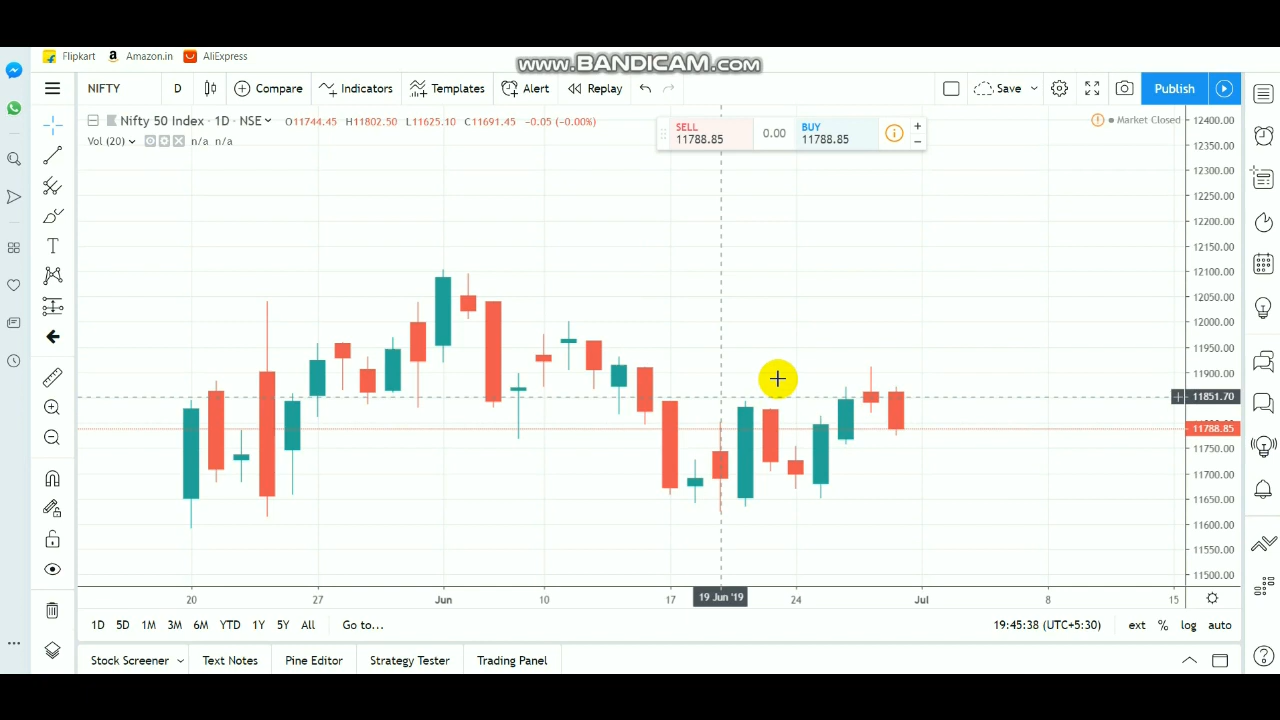 www.BANDICAM.com
Flipkart Amazon.in AliExpress
NIFTY D Compare Indicators Templates Alert Replay Save Publish
Nifty 50 Index · 1D · NSE O11744.45 H11802.50 L11625.10 C11691.45 −0.05 (−0.00%)
Vol (20) n/a n/a
SELL
11788.85
0.00
BUY
11788.85
Market Closed
12400.00
12350.00
12300.00
12250.00
12200.00
12150.00
12100.00
12050.00
12000.00
11950.00
11900.00
11851.70
11788.85
11750.00
11700.00
11650.00
11600.00
11550.00
11500.00
20 27 Jun 10 17 19 Jun '19 24 Jul 8 15
1D 5D 1M 3M 6M YTD 1Y 5Y All Go to... 19:45:38 (UTC+5:30) ext % log auto
Stock Screener Text Notes Pine Editor Strategy Tester Trading Panel